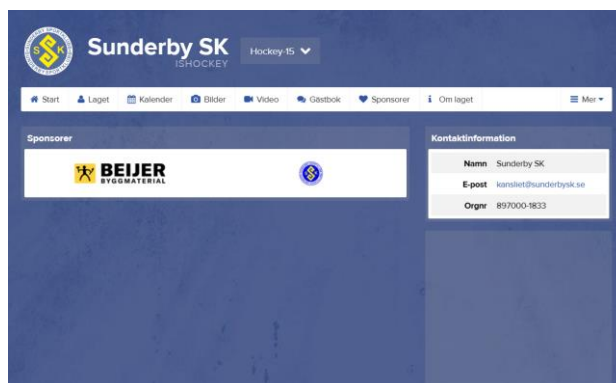 Sunderby SK
ISHOCKEY
Hockey-15
Start Laget Kalender Bilder Video Gästbok Sponsorer Om laget Mer
Sponsorer
BEIJER
BYGGMATERIAL
Kontaktinformation
Namn Sunderby SK
E-post kansliet@sunderbysk.se
Orgnr 897000-1833